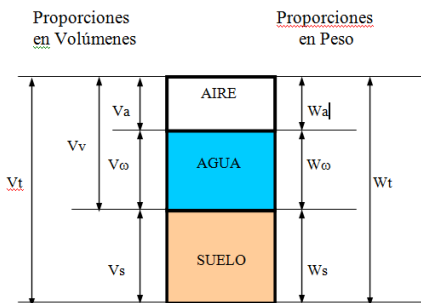 Proporciones
en Volúmenes
Proporciones
en Peso
AIRE
Va
Wa
Vv
Vω
AGUA
Wω
Vt
Wt
Vs
SUELO
Ws